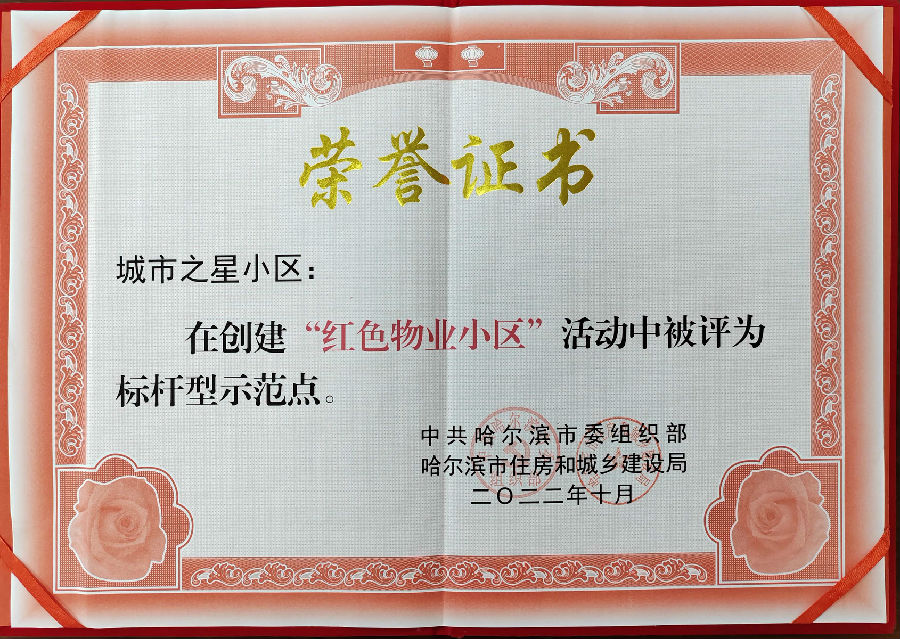 荣誉证书
城市之星小区：
在创建“红色物业小区”活动中被评为
标杆型示范点。
中共哈尔滨市委组织部
哈尔滨市住房和城乡建设局
二〇二二年十月